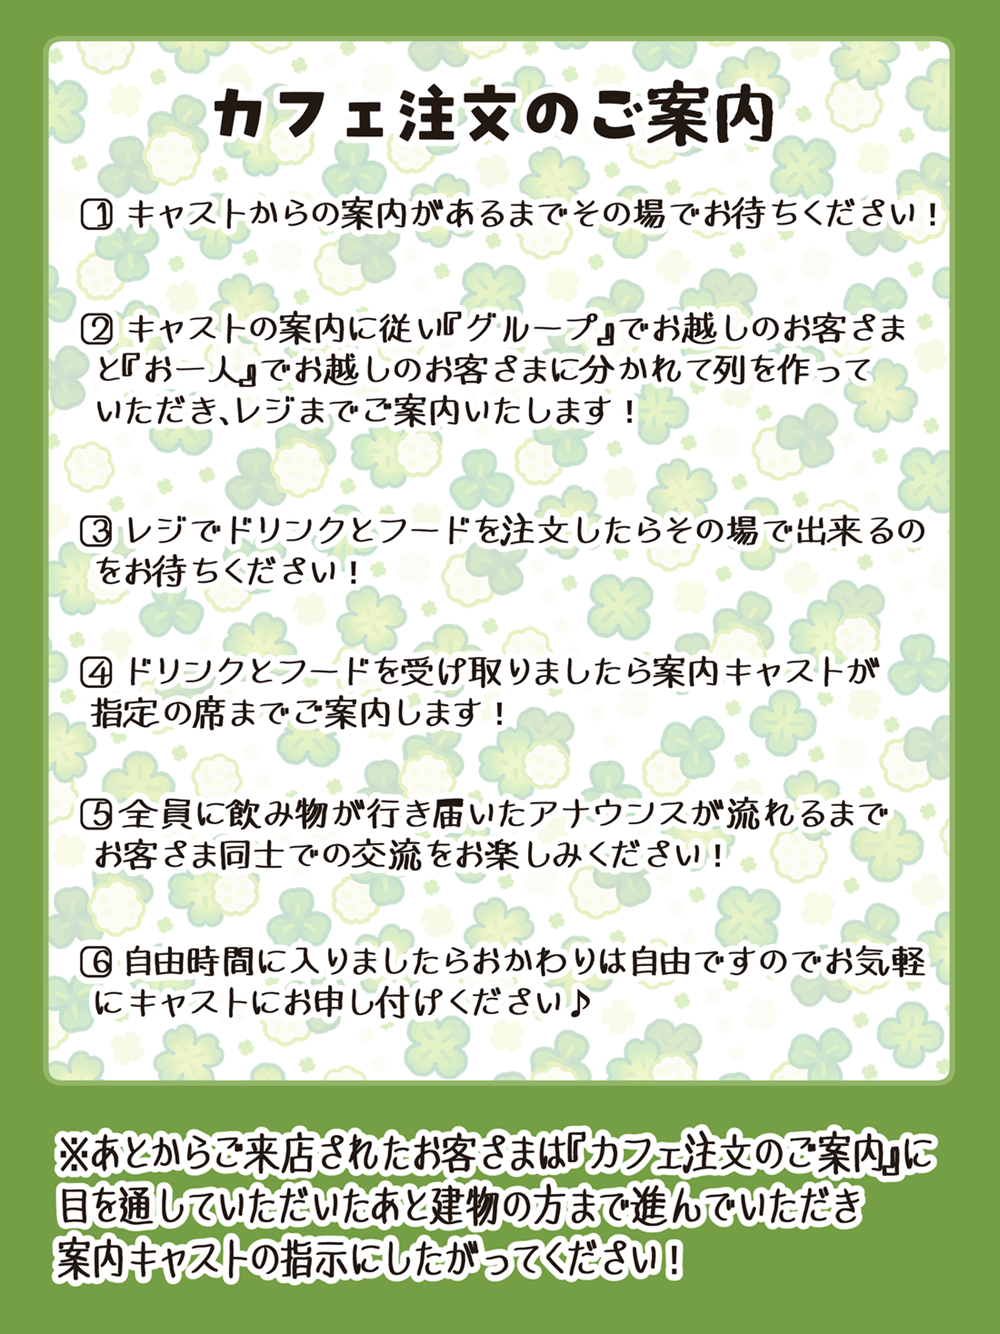 カフェ注文のご案内
1 キャストからの案内があるまでその場でお待ちください！
2 キャストの案内に従い『グループ』でお越しのお客さま
と『お一人』でお越しのお客さまに分かれて列を作って
いただき、レジまでご案内いたします！
3 レジでドリンクとフードを注文したらその場で出来るの
をお待ちください！
4 ドリンクとフードを受け取りましたら案内キャストが
指定の席までご案内します！
5 全員に飲み物が行き届いたアナウンスが流れるまで
お客さま同士での交流をお楽しみください！
6 自由時間に入りましたらおかわりは自由ですのでお気軽
にキャストにお申し付けください♪
※あとからご来店されたお客さまは『カフェ注文のご案内』に
目を通していただいたあと建物の方まで進んでいただき
案内キャストの指示にしたがってください！